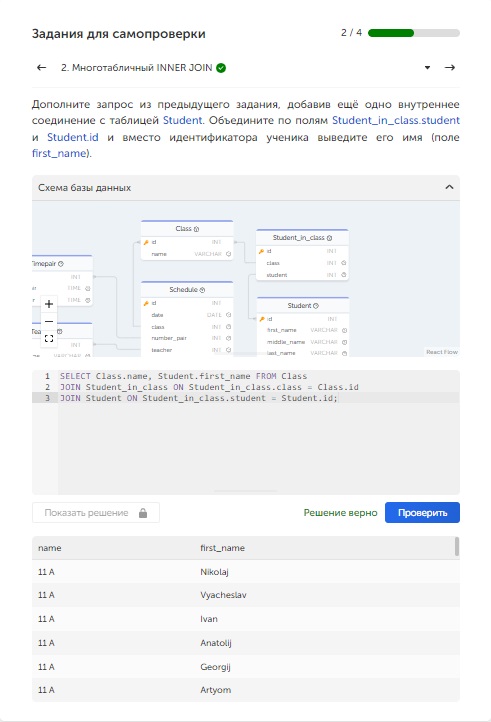 Задания для самопроверки
2 / 4
2. Многотабличный INNER JOIN
Дополните запрос из предыдущего задания, добавив ещё одно внутреннее
соединение с таблицей Student. Объедините по полям Student_in_class.student
и Student.id и вместо идентификатора ученика выведите его имя (поле
first_name).
Схема базы данных
Class
id INT
name VARCHAR
Student_in_class
id INT
class INT
student INT
Timepair
INT
TIME
TIME
Schedule
id INT
date DATE
class INT
number_pair INT
teacher INT
Student
id INT
first_name VARCHAR
middle_name VARCHAR
last_name VARCHAR
INT
VARCHAR
React Flow
1 SELECT Class.name, Student.first_name FROM Class
2 JOIN Student_in_class ON Student_in_class.class = Class.id
3 JOIN Student ON Student_in_class.student = Student.id;
Показать решение
Решение верно
Проверить
name first_name
11 A Nikolaj
11 A Vyacheslav
11 A Ivan
11 A Anatolij
11 A Georgij
11 A Artyom